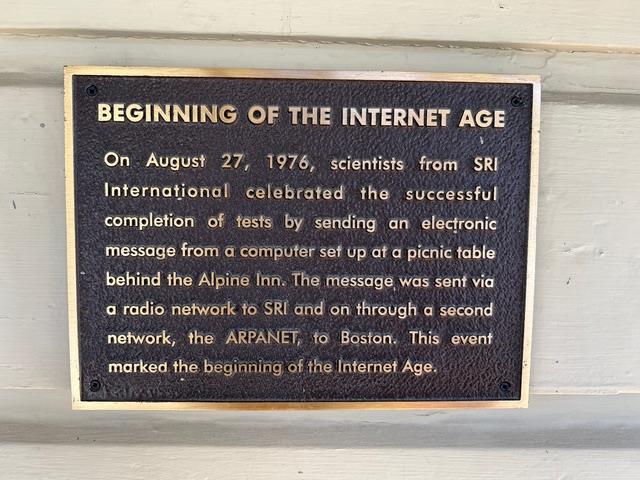 BEGINNING OF THE INTERNET AGE
On August 27, 1976, scientists from SRI
International celebrated the successful
completion of tests by sending an electronic
message from a computer set up at a picnic table
behind the Alpine Inn. The message was sent via
a radio network to SRI and on through a second
network, the ARPANET, to Boston. This event
marked the beginning of the Internet Age.